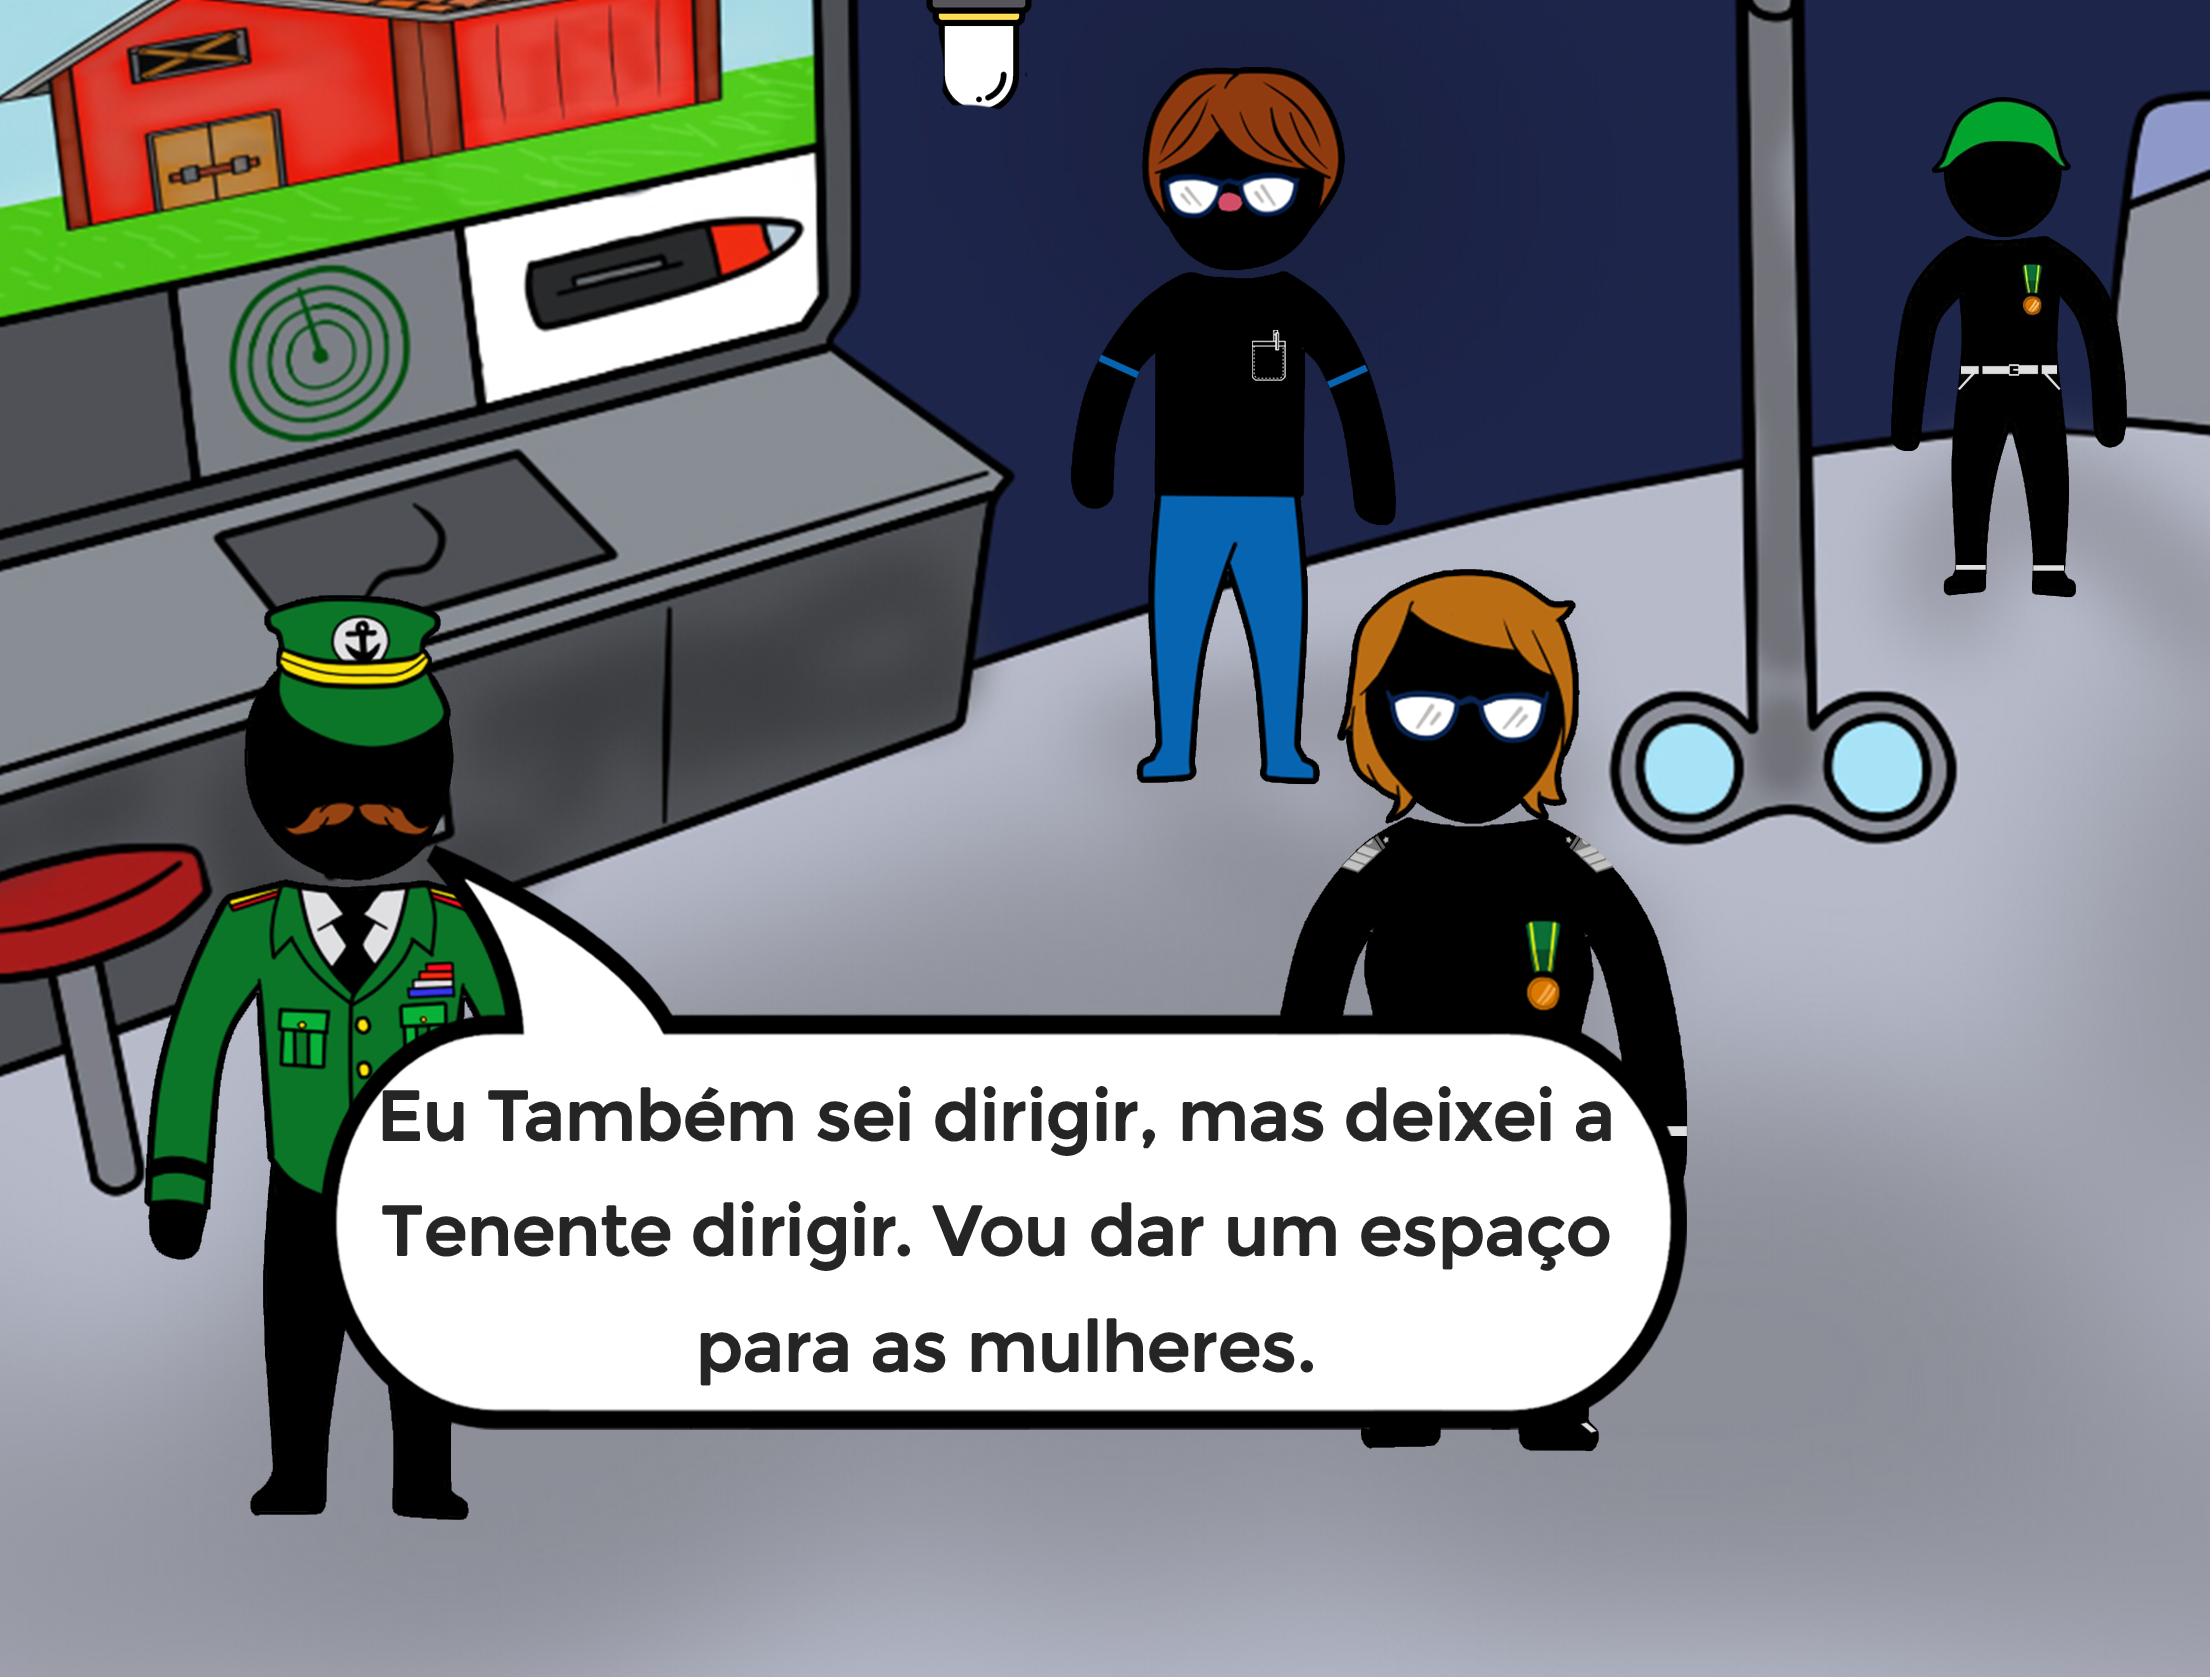 Eu Também sei dirigir, mas deixei a
Tenente dirigir. Vou dar um espaço
para as mulheres.